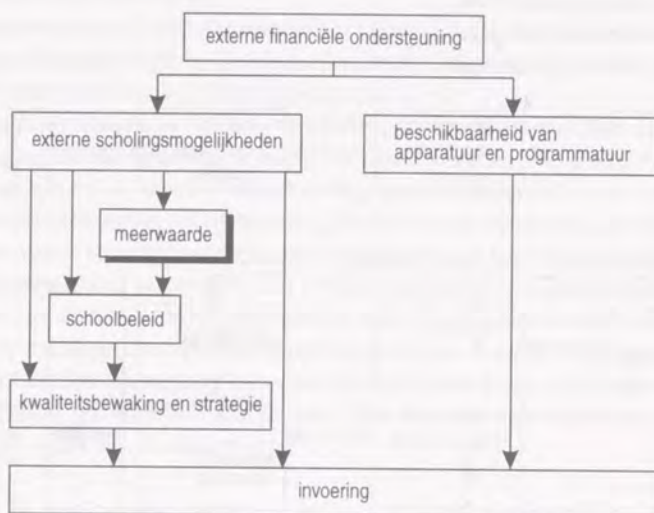 externe financiële ondersteuning
externe scholingsmogelijkheden
beschikbaarheid van
apparatuur en programmatuur
meerwaarde
schoolbeleid
kwaliteitsbewaking en strategie
invoering